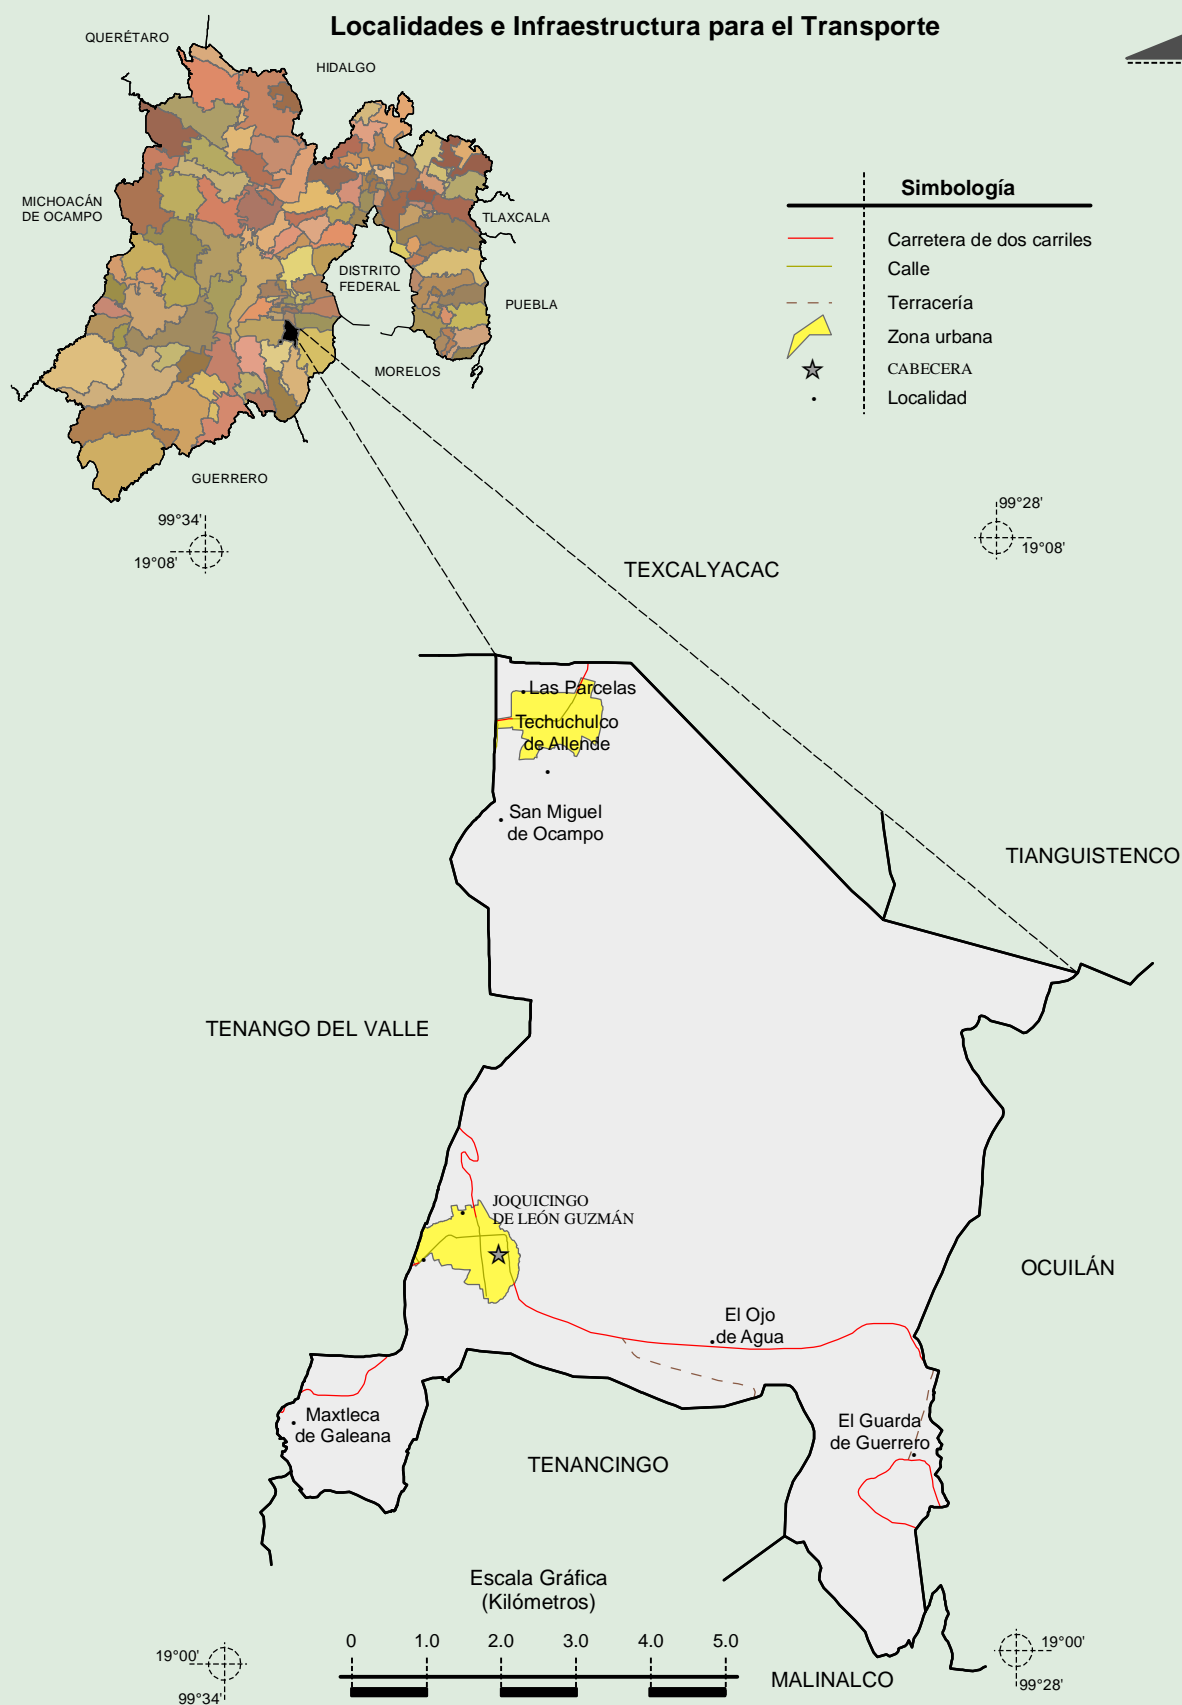 Localidades e Infraestructura para el Transporte
QUERÉTARO
HIDALGO
MICHOACÁN
DE OCAMPO
TLAXCALA
DISTRITO
FEDERAL
PUEBLA
MORELOS
GUERRERO
Simbología
Carretera de dos carriles
Calle
Terracería
Zona urbana
CABECERA
Localidad
99°34'
19°08'
99°28'
19°08'
TEXCALYACAC
Las Parcelas
Techuchulco
de Allende
San Miguel
de Ocampo
TIANGUISTENCO
TENANGO DEL VALLE
JOQUICINGO
DE LEÓN GUZMÁN
OCUILÁN
El Ojo
de Agua
Maxtleca
de Galeana
El Guarda
de Guerrero
TENANCINGO
Escala Gráfica
(Kilómetros)
0 1.0 2.0 3.0 4.0 5.0
19°00'
99°34'
19°00'
99°28'
MALINALCO